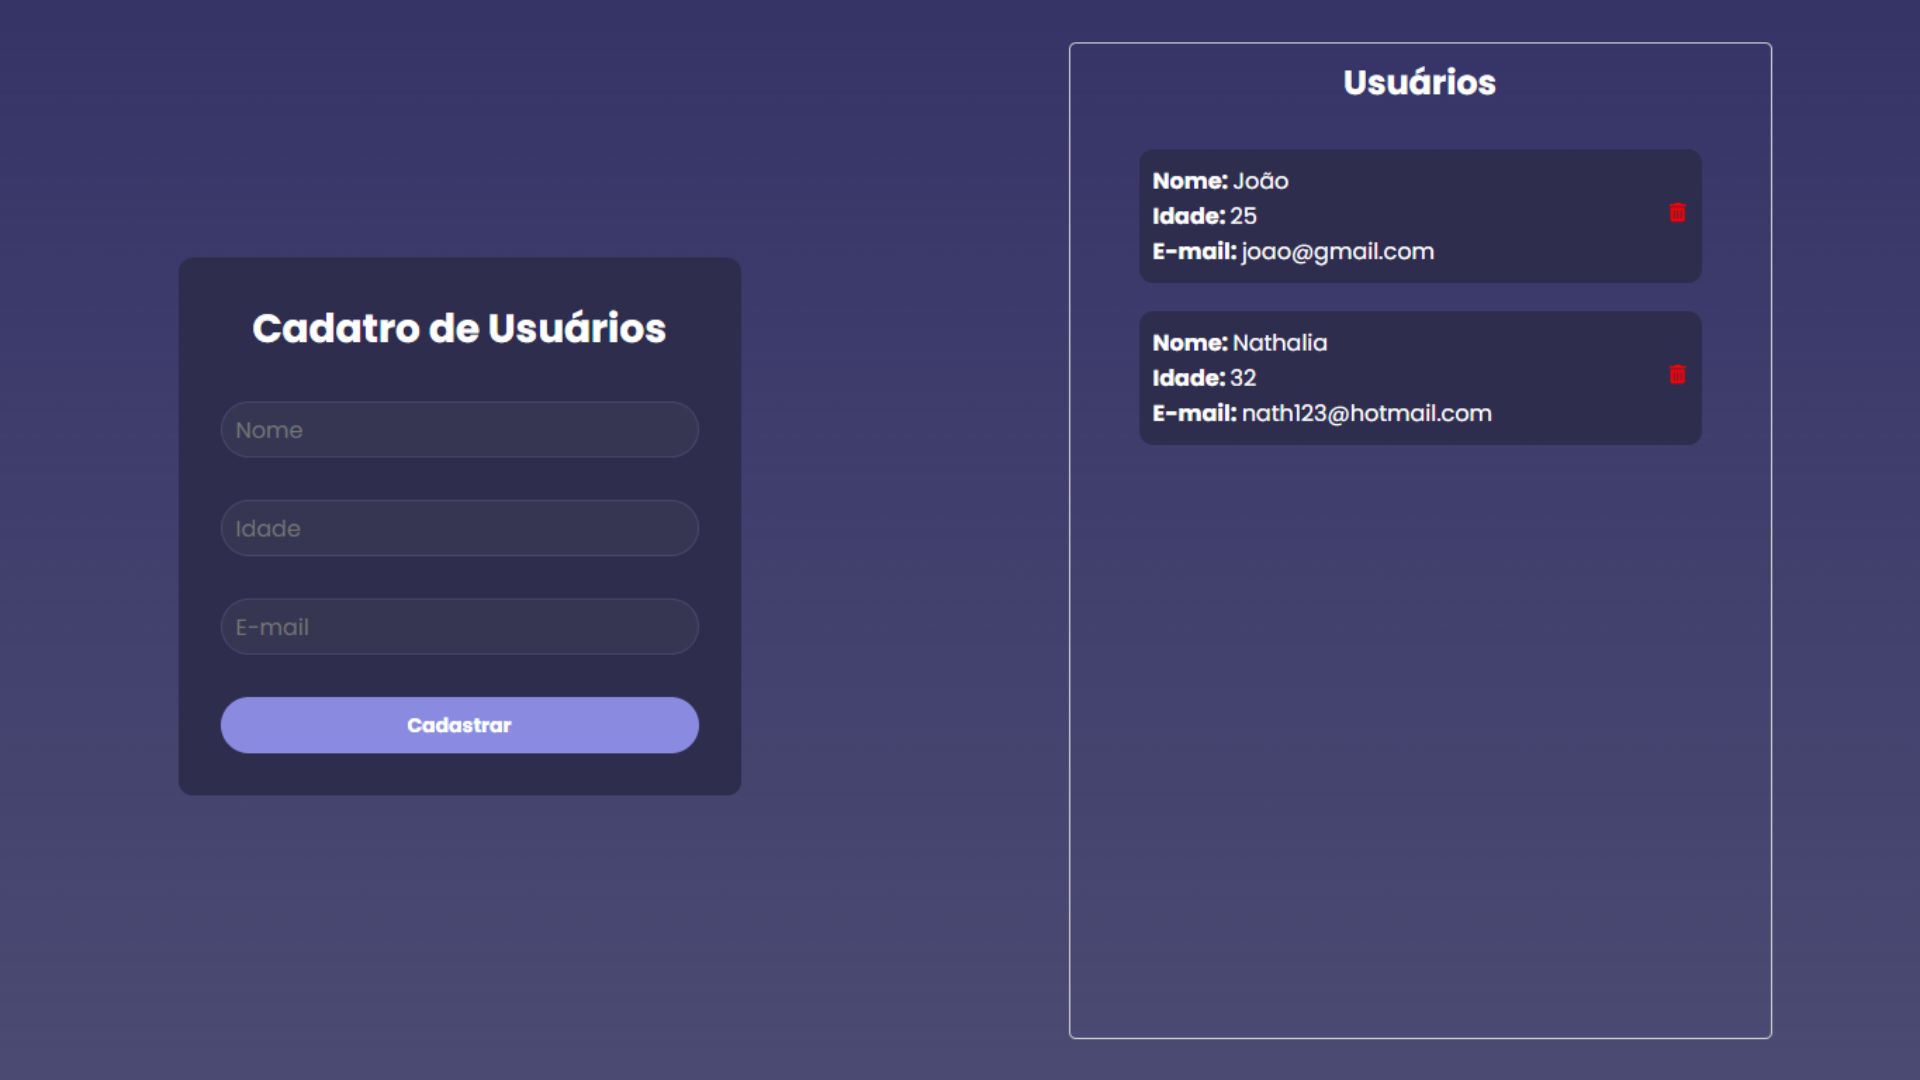 Cadatro de Usuários
Nome
Idade
E-mail
Cadastrar
Usuários
Nome: João
Idade: 25
E-mail: joao@gmail.com
Nome: Nathalia
Idade: 32
E-mail: nath123@hotmail.com